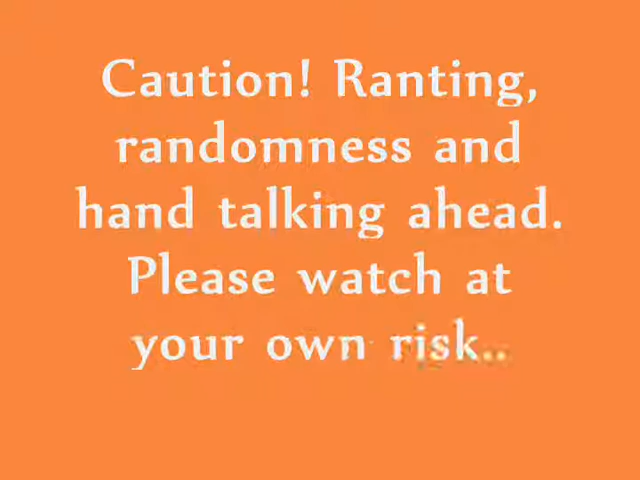 Caution! Ranting,
randomness and
hand talking ahead.
Please watch at
your own risk..